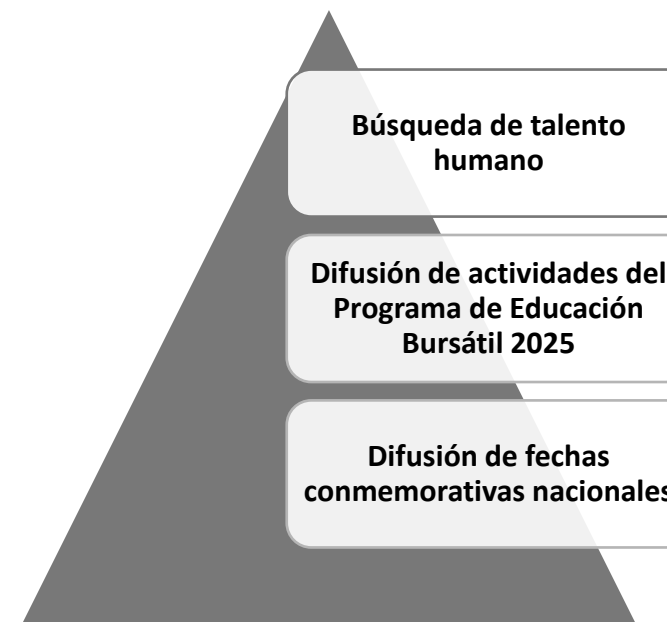 Búsqueda de talento
humano
Difusión de actividades del
Programa de Educación
Bursátil 2025
Difusión de fechas
conmemorativas nacionales